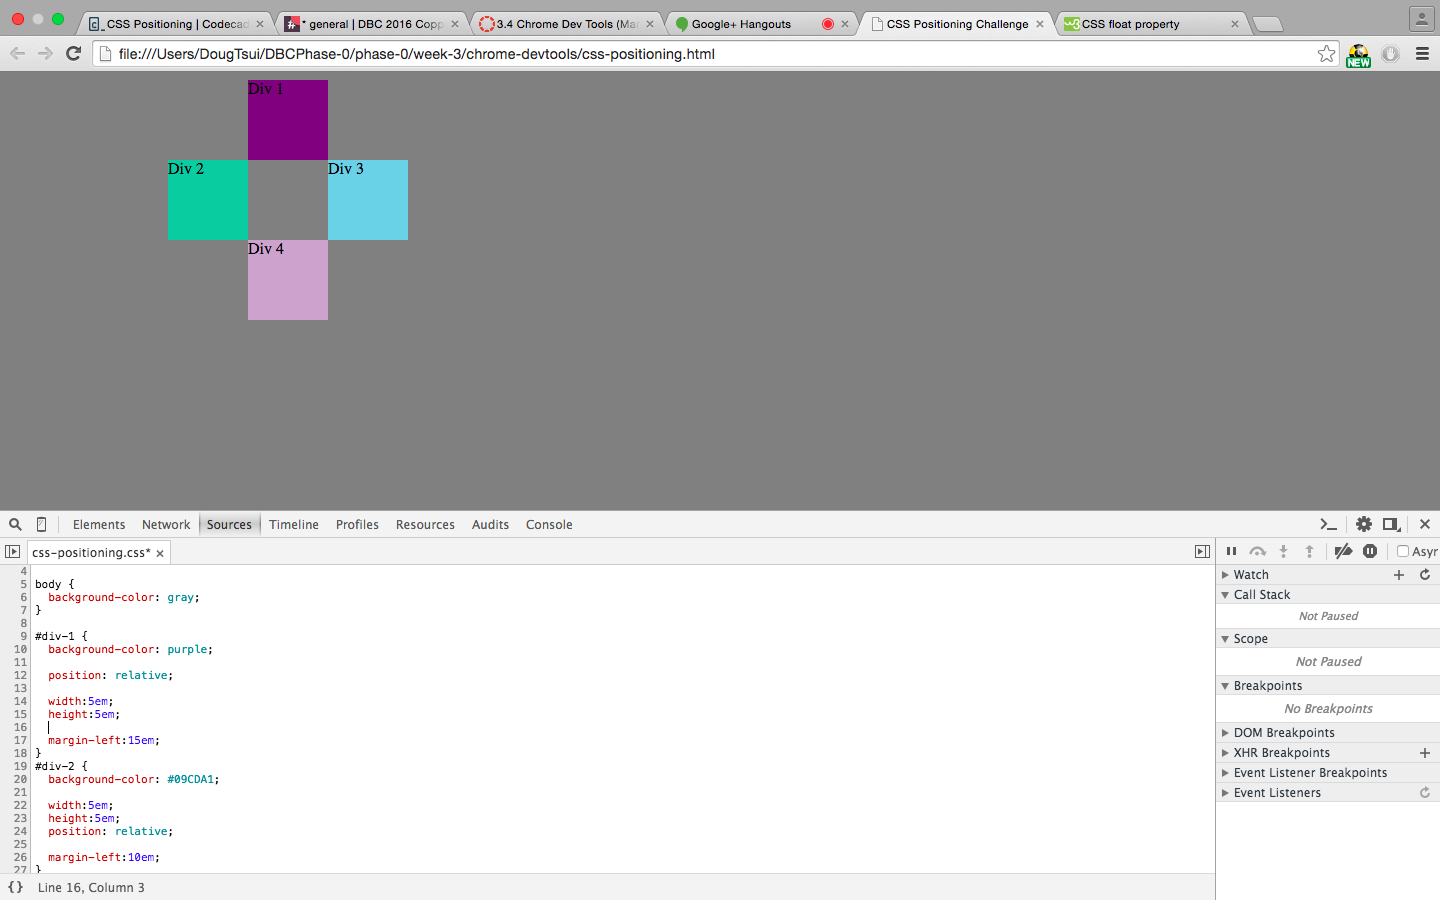 _CSS Positioning | Codecad
* general | DBC 2016 Copp
3.4 Chrome Dev Tools (Ma
Google+ Hangouts
CSS Positioning Challenge
CSS float property
file:///Users/DougTsui/DBCPhase-0/phase-0/week-3/chrome-devtools/css-positioning.html
NEW
Div 1
Div 2
Div 3
Div 4
Elements Network Sources Timeline Profiles Resources Audits Console
css-positioning.css*
Asyr
4
5 body {
6 background-color: gray;
7 }
8
9 #div-1 {
10 background-color: purple;
11
12 position: relative;
13
14 width:5em;
15 height:5em;
16
17 margin-left:15em;
18 }
19 #div-2 {
20 background-color: #09CDA1;
21
22 width:5em;
23 height:5em;
24 position: relative;
25
26 margin-left:10em;
27 }
{} Line 16, Column 3
Watch
Call Stack
Not Paused
Scope
Not Paused
Breakpoints
No Breakpoints
DOM Breakpoints
XHR Breakpoints
Event Listener Breakpoints
Event Listeners